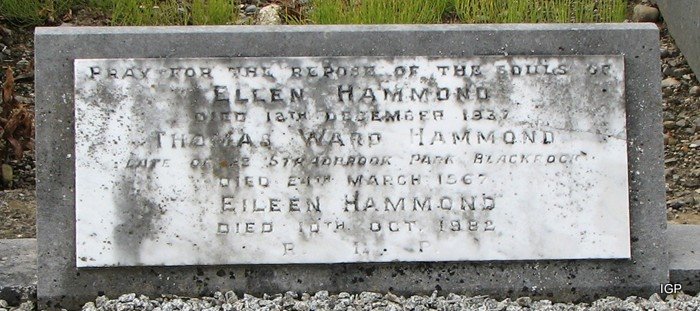 PRAY FOR THE REPOSE OF THE SOULS OF
ELLEN HAMMOND
DIED 12TH DECEMBER 1937
THOMAS WARD HAMMOND
LATE OF STRADBROOK PARK BLACKROCK
DIED 24TH MARCH 1967
EILEEN HAMMOND
DIED 10TH OCT. 1982
R. I. P.
IGP